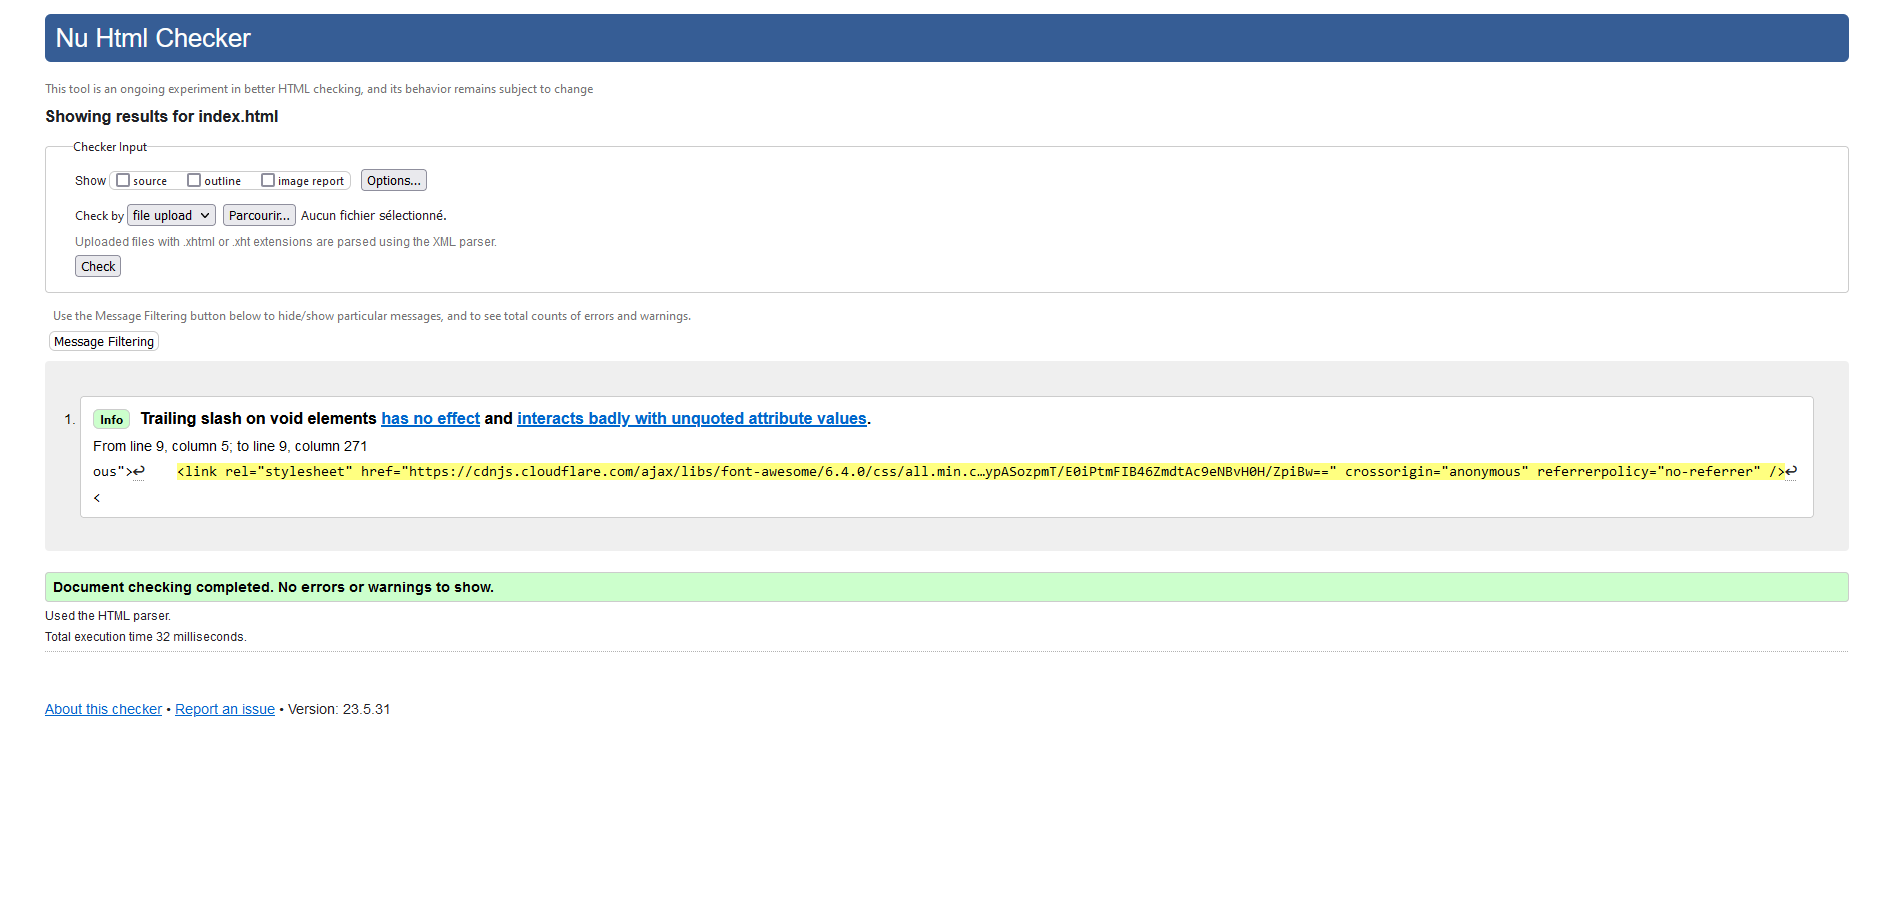 Nu Html Checker
This tool is an ongoing experiment in better HTML checking, and its behavior remains subject to change
Showing results for index.html
Checker Input
Show source outline image report Options...
Check by file upload Parcourir... Aucun fichier sélectionné.
Uploaded files with .xhtml or .xht extensions are parsed using the XML parser.
Check
Use the Message Filtering button below to hide/show particular messages, and to see total counts of errors and warnings.
Message Filtering
1. Info Trailing slash on void elements has no effect and interacts badly with unquoted attribute values.
From line 9, column 5; to line 9, column 271
ous">↩ <link rel="stylesheet" href="https://cdnjs.cloudflare.com/ajax/libs/font-awesome/6.4.0/css/all.min.c…ypASozpmT/E0iPtmFIB46ZmdtAc9eNBvH0H/ZpiBw==" crossorigin="anonymous" referrerpolicy="no-referrer" />↩
<
Document checking completed. No errors or warnings to show.
Used the HTML parser.
Total execution time 32 milliseconds.
About this checker • Report an issue • Version: 23.5.31